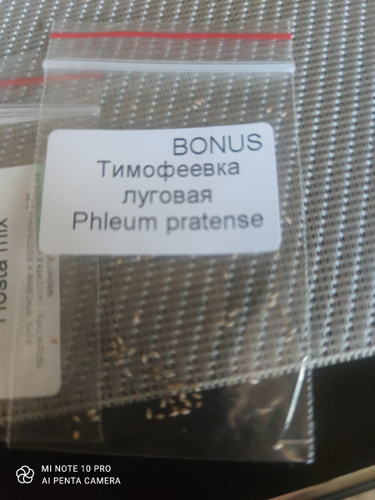 BONUS
Тимофеевка
луговая
Phleum pratense
Hosta mix
MI NOTE 10 PRO
AI PENTA CAMERA